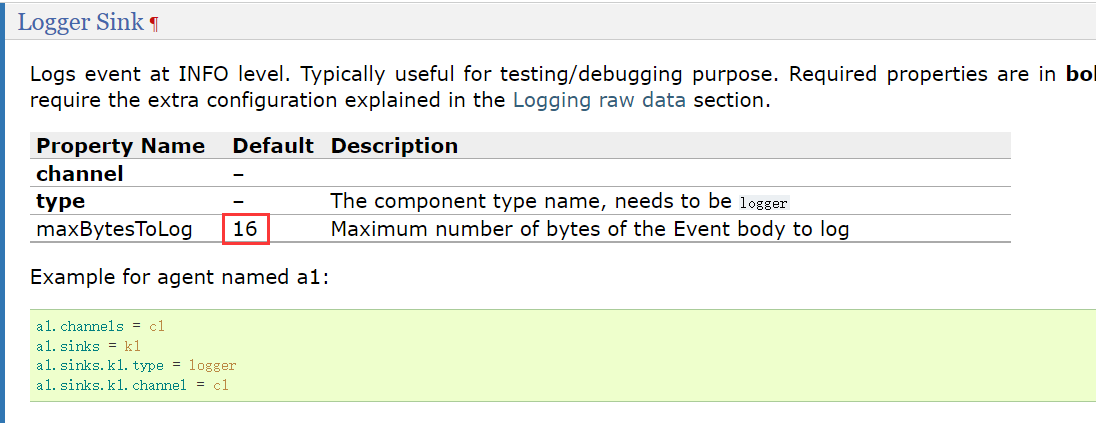 Logger Sink ¶
Logs event at INFO level. Typically useful for testing/debugging purpose. Required properties are in
require the extra configuration explained in the Logging raw data section.
Property Name Default Description
channel –
type – The component type name, needs to be logger
maxBytesToLog 16 Maximum number of bytes of the Event body to log
Example for agent named a1:
a1.channels = c1
a1.sinks = k1
a1.sinks.k1.type = logger
a1.sinks.k1.channel = c1